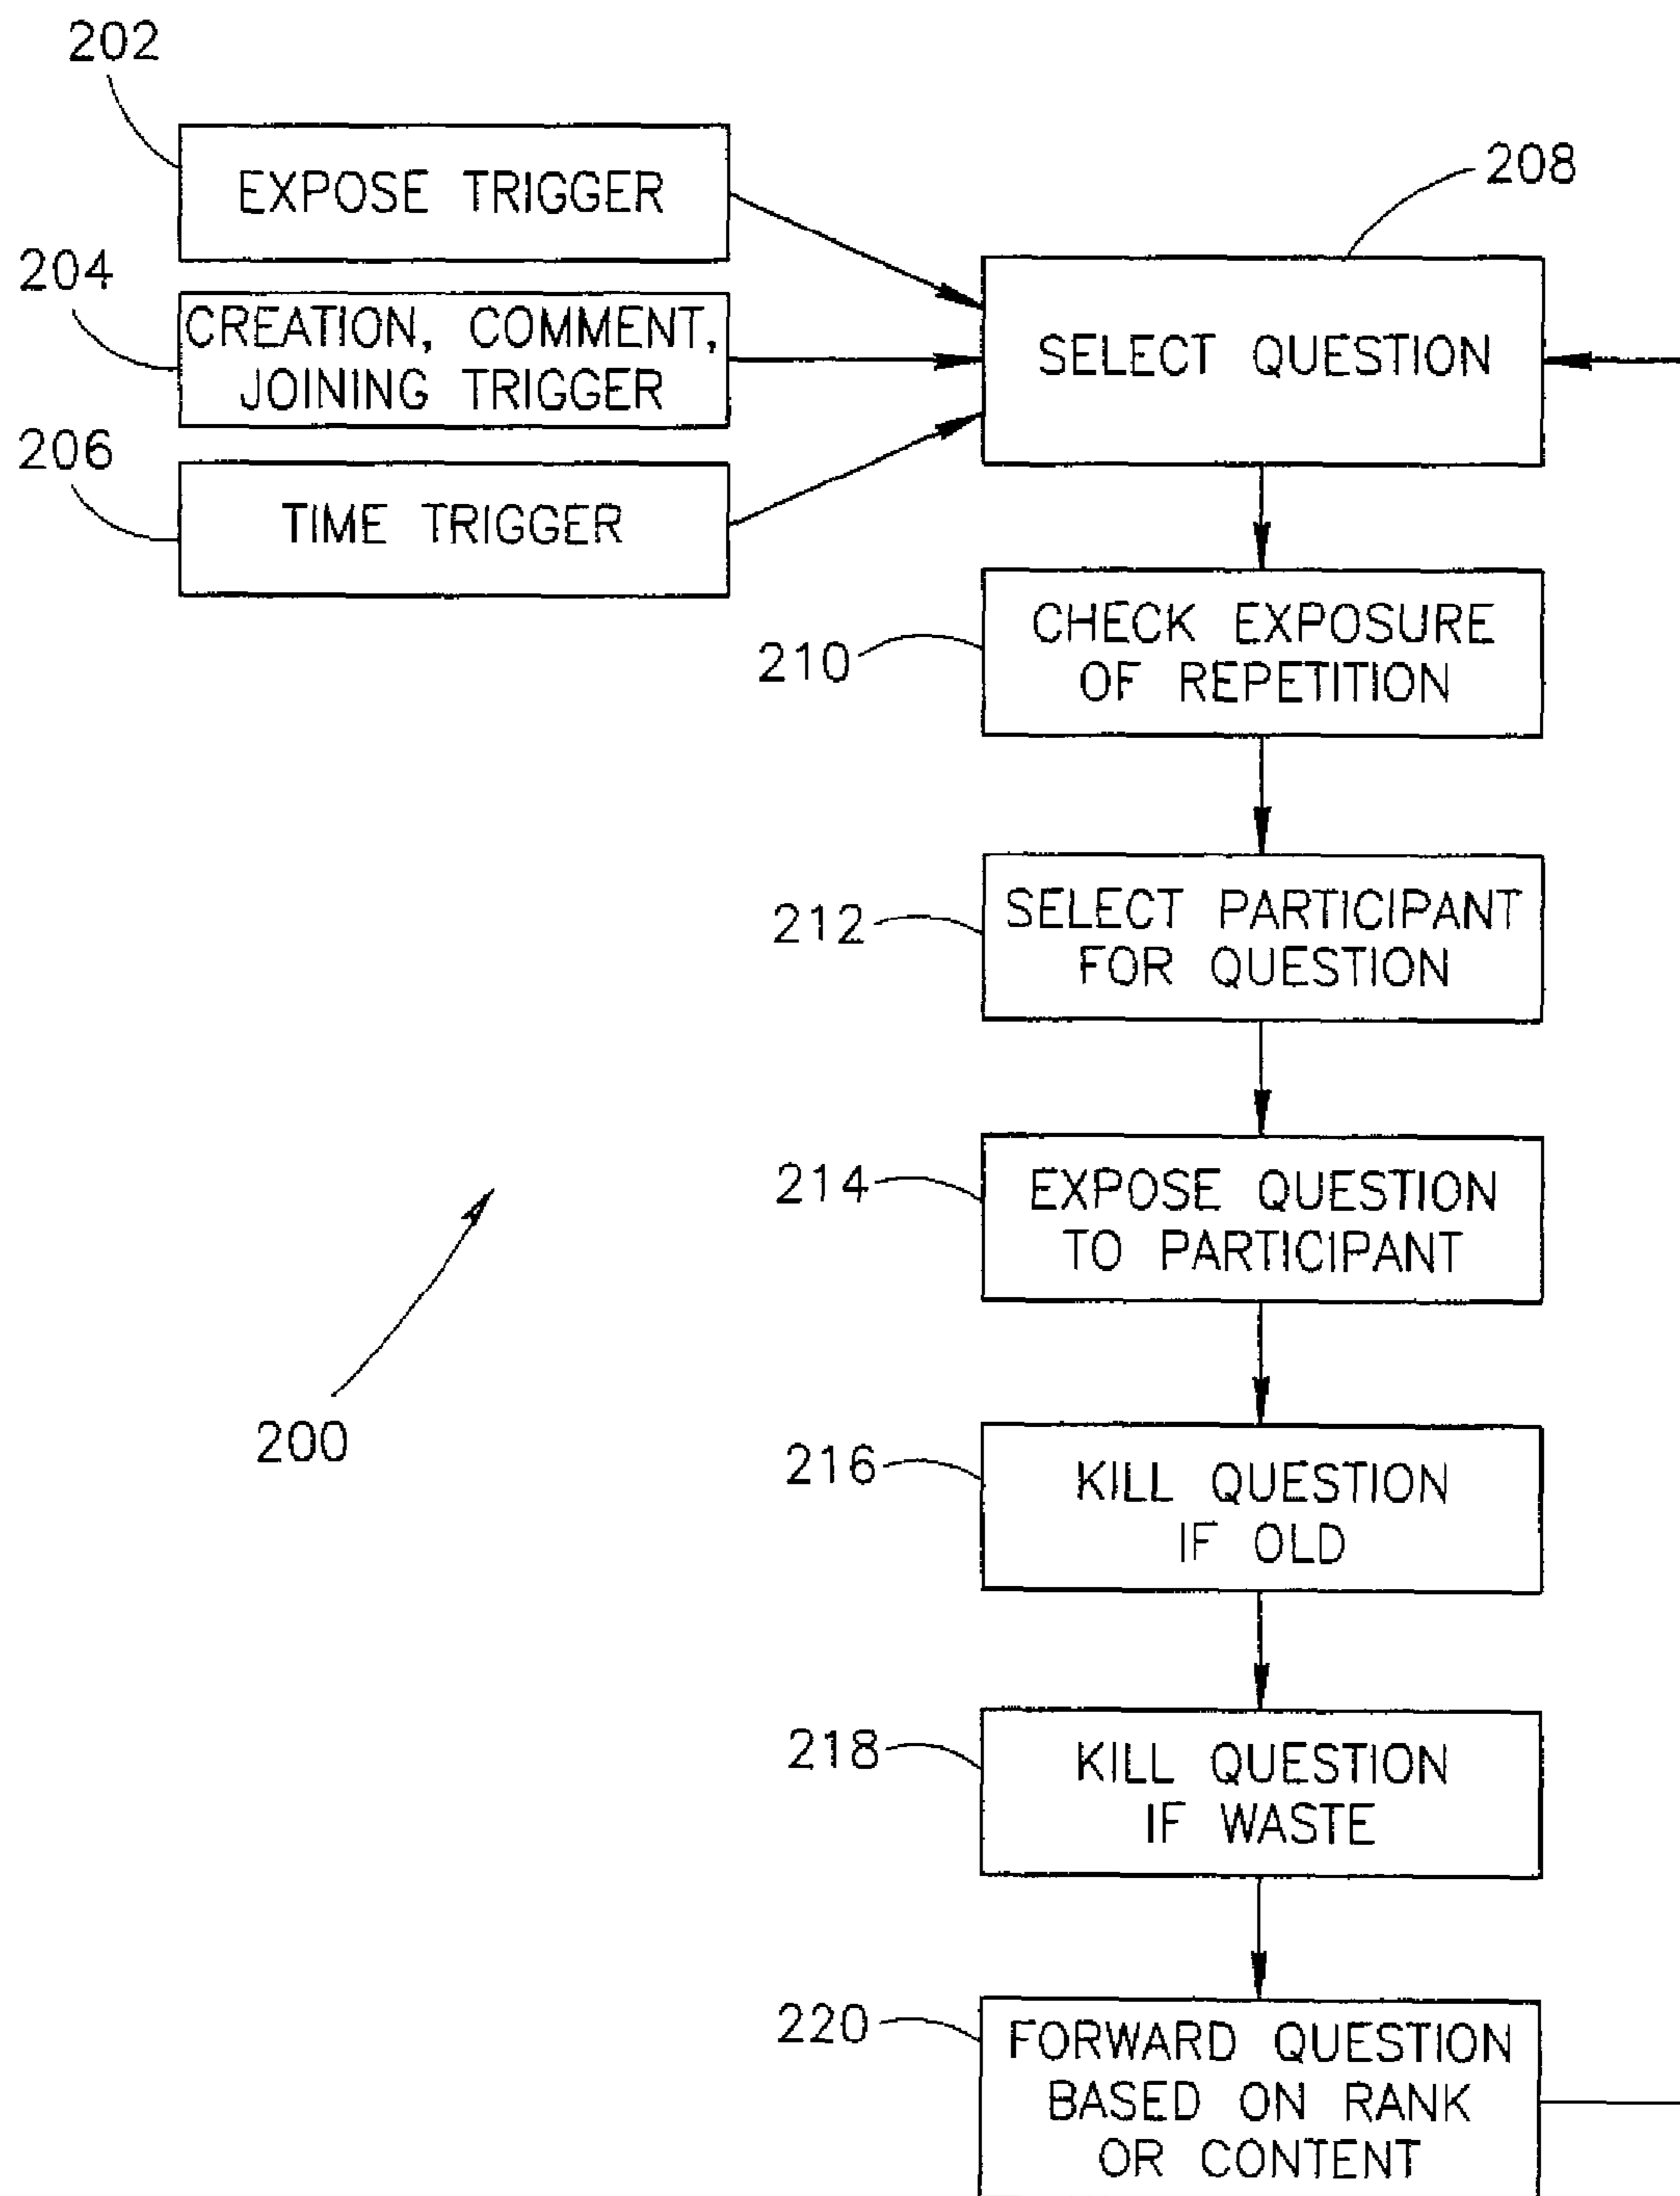 202
EXPOSE TRIGGER
204
CREATION, COMMENT,
JOINING TRIGGER
206
TIME TRIGGER
208
SELECT QUESTION
210
CHECK EXPOSURE
OF REPETITION
212
SELECT PARTICIPANT
FOR QUESTION
214
EXPOSE QUESTION
TO PARTICIPANT
200
216
KILL QUESTION
IF OLD
218
KILL QUESTION
IF WASTE
220
FORWARD QUESTION
BASED ON RANK
OR CONTENT